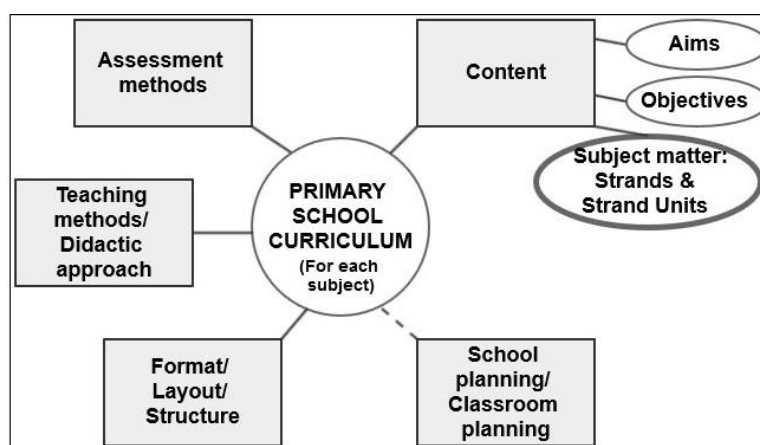 Assessment
methods
Content
Aims
Objectives
Subject matter:
Strands &
Strand Units
PRIMARY
SCHOOL
CURRICULUM
(For each
subject)
Teaching
methods/
Didactic
approach
Format/
Layout/
Structure
School
planning/
Classroom
planning